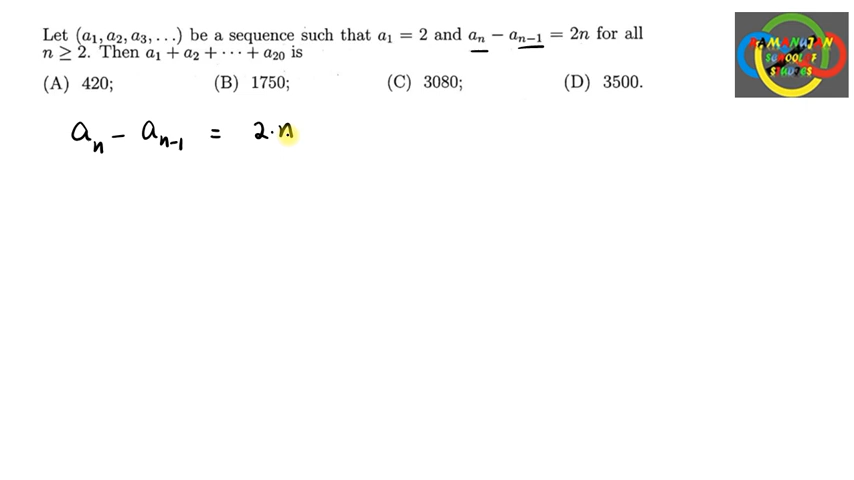 Let (a₁, a₂, a₃, . . .) be a sequence such that a₁ = 2 and aₙ − aₙ₋₁ = 2n for all
n ≥ 2. Then a₁ + a₂ + · · · + a₂₀ is
(A) 420; (B) 1750; (C) 3080; (D) 3500.
aₙ − aₙ₋₁ = 2·n
RAMANUJAN
SCHOOL OF
STUDIES